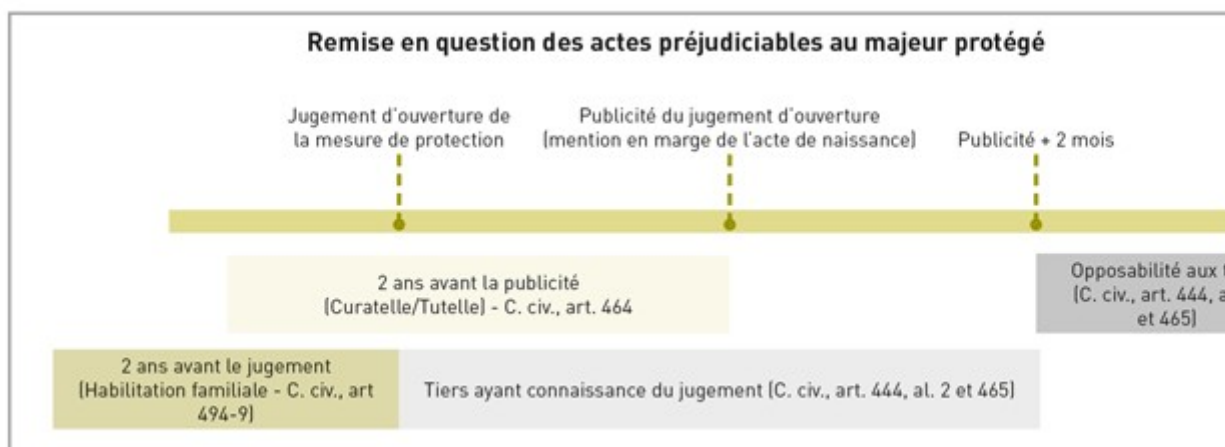 Remise en question des actes préjudiciables au majeur protégé
Jugement d'ouverture de
la mesure de protection
Publicité du jugement d'ouverture
(mention en marge de l'acte de naissance)
Publicité + 2 mois
2 ans avant la publicité
(Curatelle/Tutelle) - C. civ., art. 464
Opposabilité aux
(C. civ., art. 444,
et 465)
2 ans avant le jugement
(Habilitation familiale - C. civ., art
494-9)
Tiers ayant connaissance du jugement (C. civ., art. 444, al. 2 et 465)